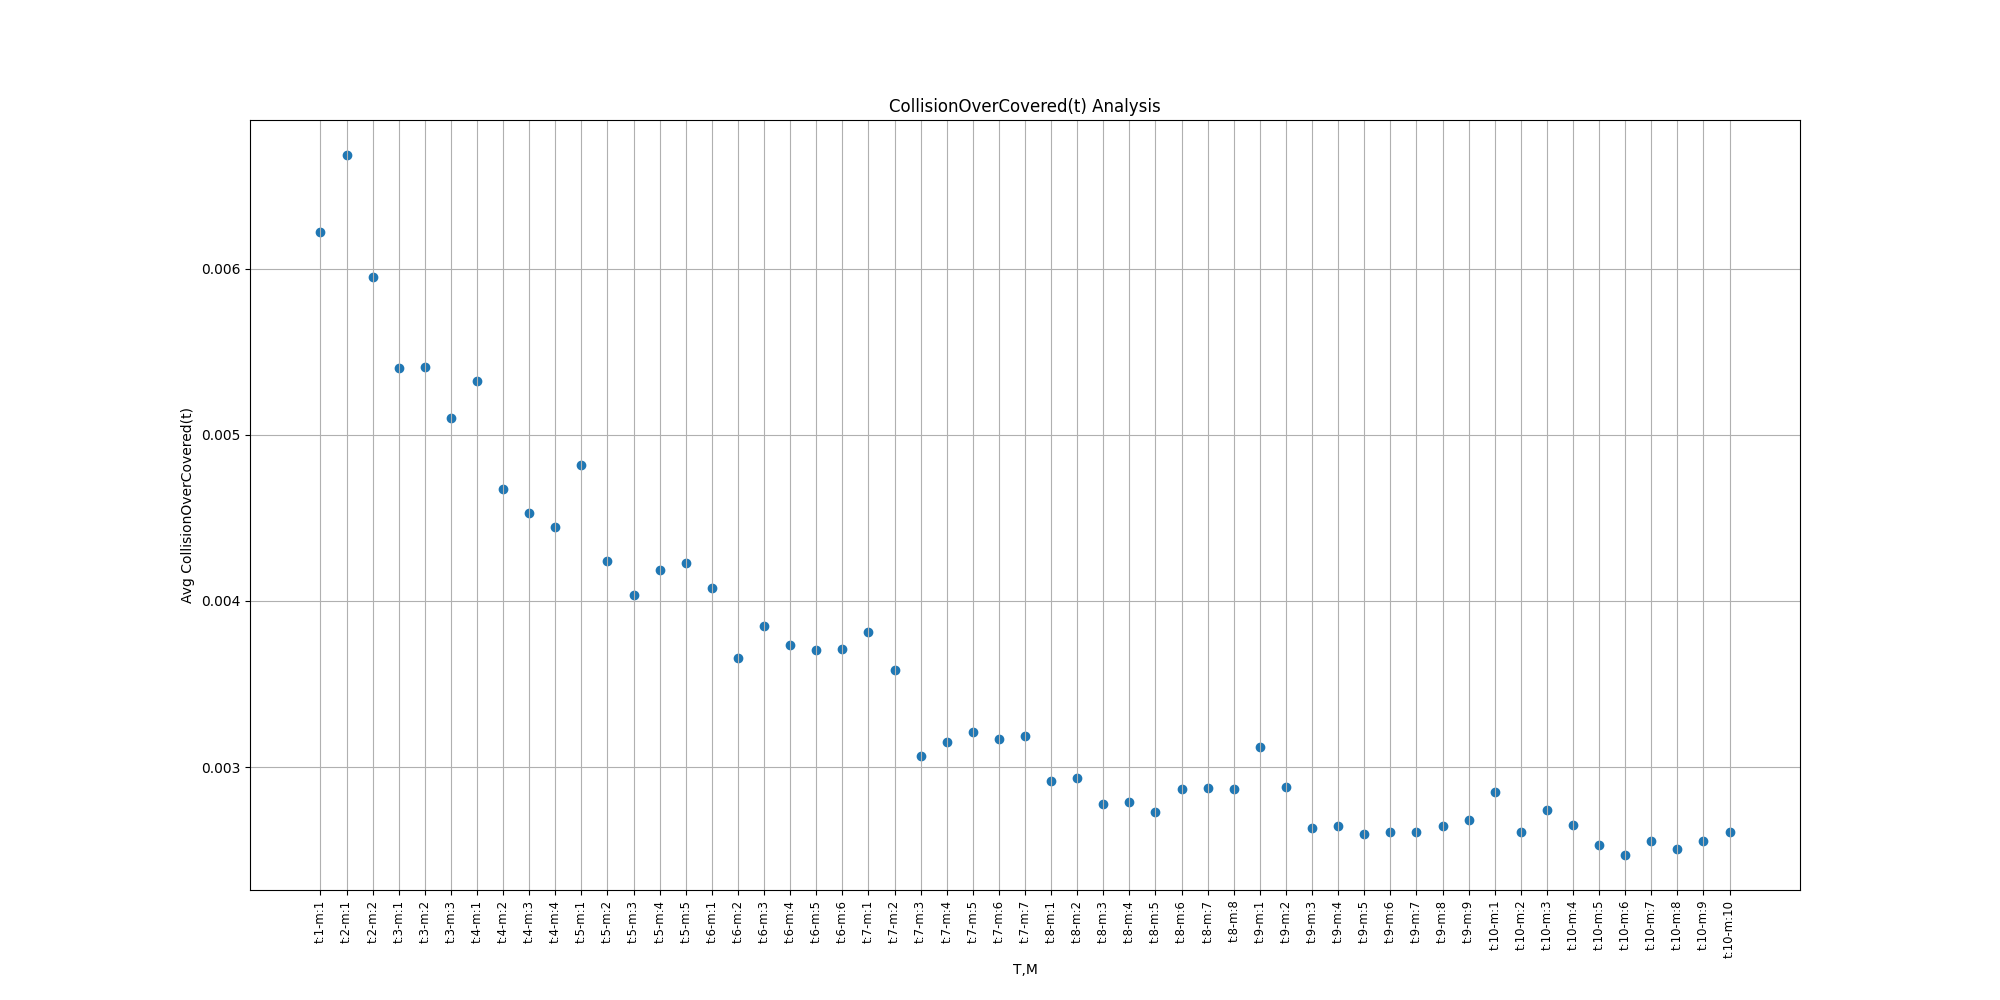 CollisionOverCovered(t) Analysis
Avg CollisionOverCovered(t)
0.006
0.005
0.004
0.003
t:1-m:1
t:2-m:1
t:2-m:2
t:3-m:1
t:3-m:2
t:3-m:3
t:4-m:1
t:4-m:2
t:4-m:3
t:4-m:4
t:5-m:1
t:5-m:2
t:5-m:3
t:5-m:4
t:5-m:5
t:6-m:1
t:6-m:2
t:6-m:3
t:6-m:4
t:6-m:5
t:6-m:6
t:7-m:1
t:7-m:2
t:7-m:3
t:7-m:4
t:7-m:5
t:7-m:6
t:7-m:7
t:8-m:1
t:8-m:2
t:8-m:3
t:8-m:4
t:8-m:5
t:8-m:6
t:8-m:7
t:8-m:8
t:9-m:1
t:9-m:2
t:9-m:3
t:9-m:4
t:9-m:5
t:9-m:6
t:9-m:7
t:9-m:8
t:9-m:9
t:10-m:1
t:10-m:2
t:10-m:3
t:10-m:4
t:10-m:5
t:10-m:6
t:10-m:7
t:10-m:8
t:10-m:9
t:10-m:10
T,M